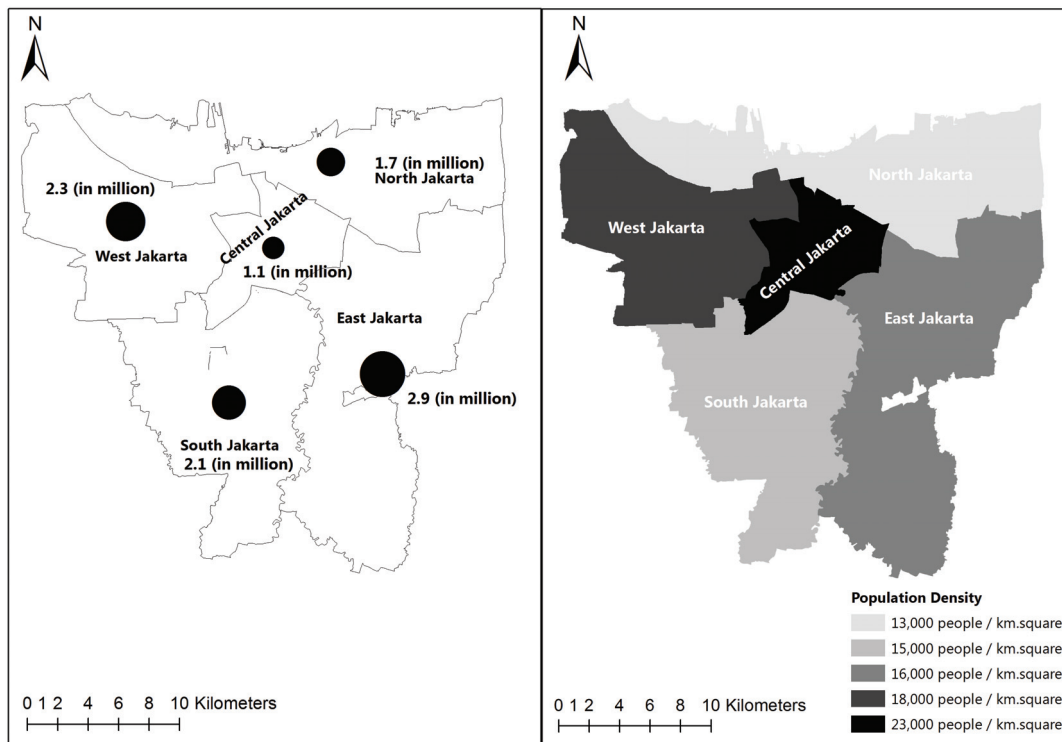 N
1.7 (in million)
North Jakarta
2.3 (in million)
West Jakarta
Central Jakarta
1.1 (in million)
East Jakarta
2.9 (in million)
South Jakarta
2.1 (in million)
0 1 2 4 6 8 10 Kilometers
N
North Jakarta
West Jakarta
Central Jakarta
East Jakarta
South Jakarta
Population Density
13,000 people / km.square
15,000 people / km.square
16,000 people / km.square
18,000 people / km.square
23,000 people / km.square
0 1 2 4 6 8 10 Kilometers